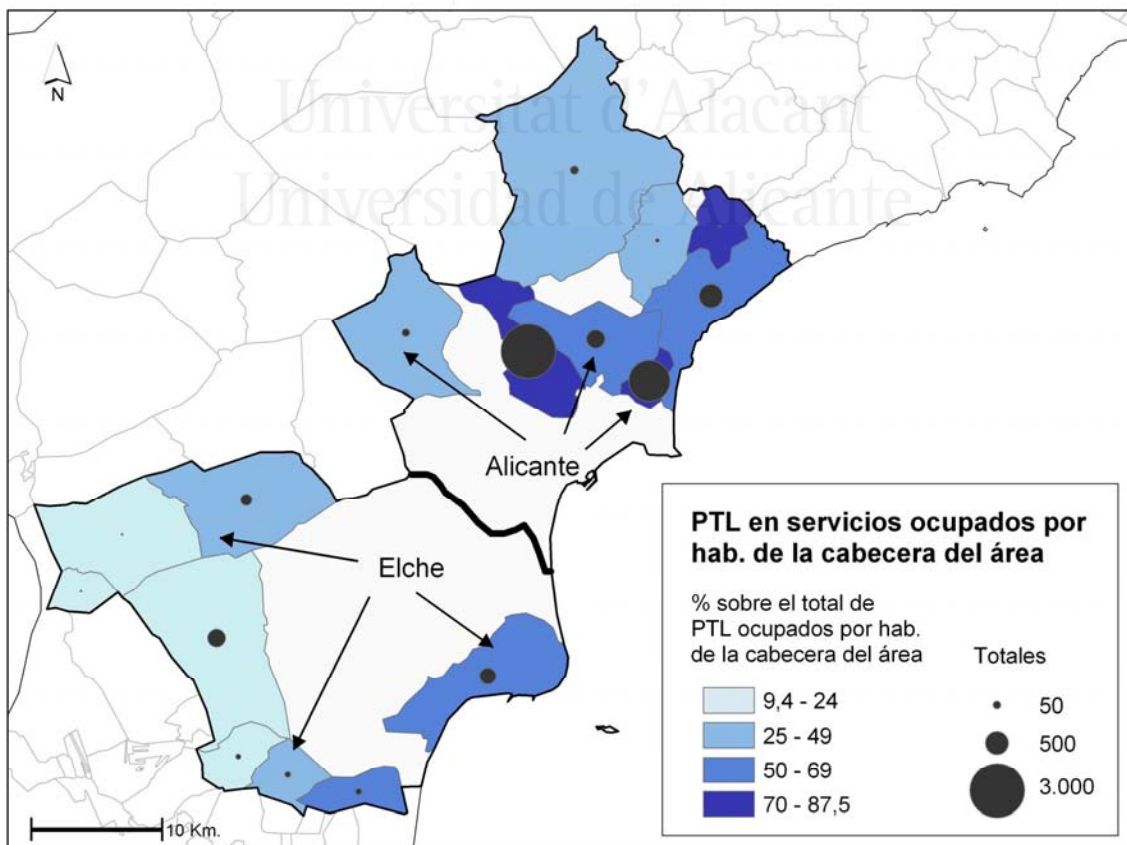 Universitat d'Alacant
Universidad de Alicante
N
Alicante
Elche
10 Km.
PTL en servicios ocupados por
hab. de la cabecera del área
% sobre el total de
PTL ocupados por hab.
de la cabecera del área
9,4 - 24
25 - 49
50 - 69
70 - 87,5
Totales
50
500
3.000